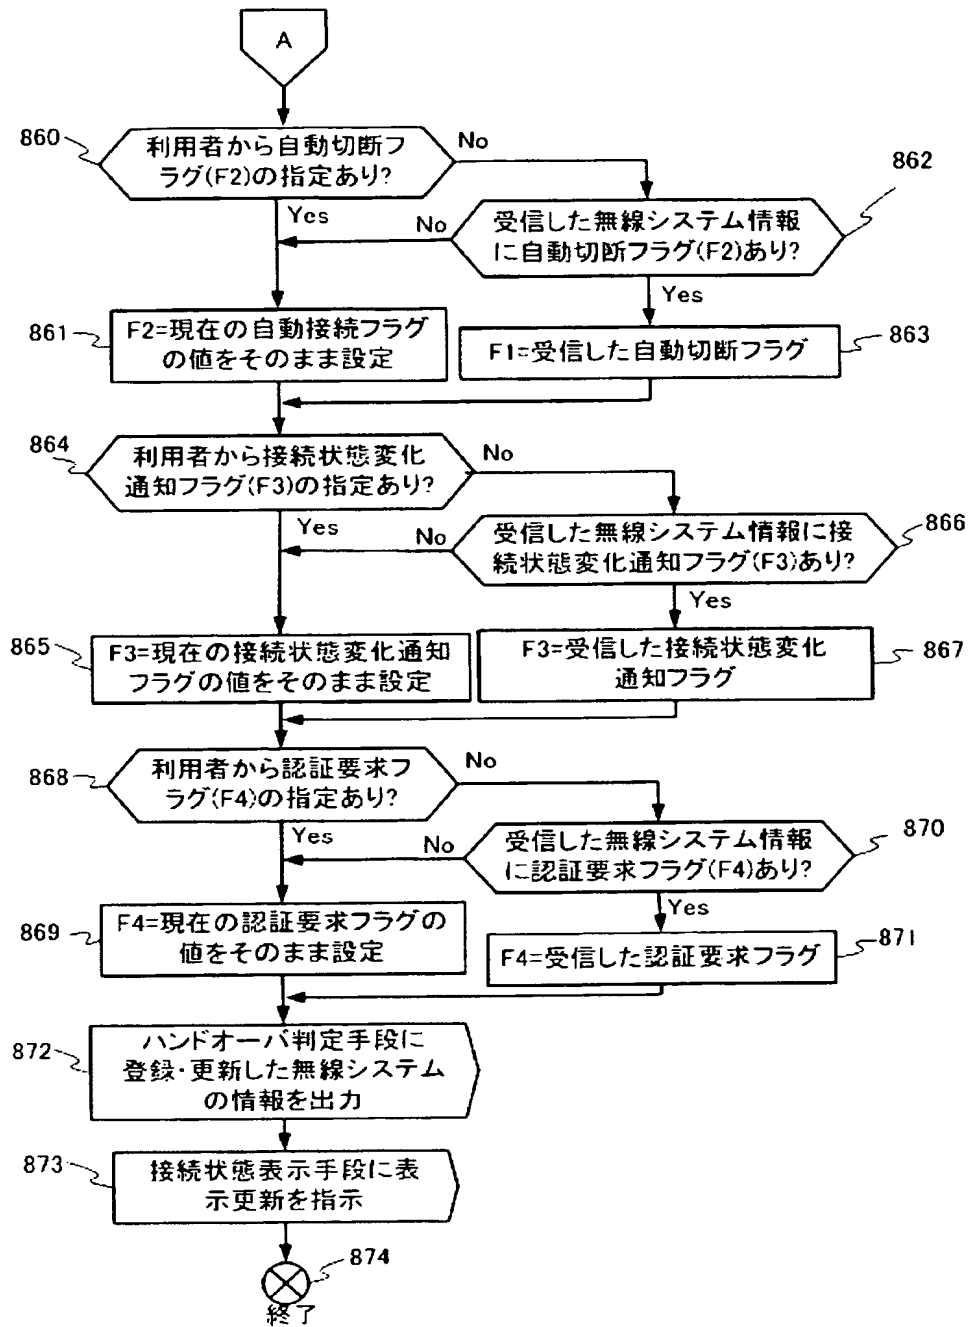 A
860
利用者から自動切断フ
ラグ(F2)の指定あり?
No
862
Yes
No
受信した無線システム情報
に自動切断フラグ(F2)あり?
Yes
861
F2=現在の自動接続フラグ
の値をそのまま設定
F1=受信した自動切断フラグ
863
864
利用者から接続状態変化
通知フラグ(F3)の指定あり?
No
Yes
No
受信した無線システム情報に接
続状態変化通知フラグ(F3)あり?
866
Yes
865
F3=現在の接続状態変化通知
フラグの値をそのまま設定
F3=受信した接続状態変化
通知フラグ
867
868
利用者から認証要求フ
ラグ(F4)の指定あり?
No
Yes
No
受信した無線システム情報
に認証要求フラグ(F4)あり?
870
Yes
869
F4=現在の認証要求フラグの
値をそのまま設定
F4=受信した認証要求フラグ
871
872
ハンドオーバ判定手段に
登録・更新した無線システム
の情報を出力
873
接続状態表示手段に表
示更新を指示
874
終了